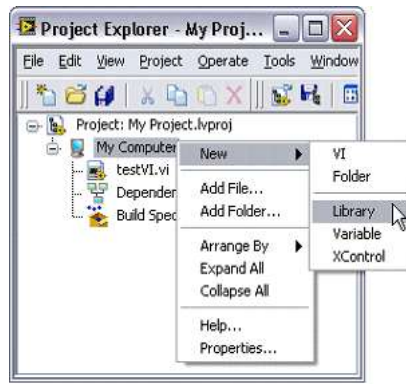 Project Explorer - My Proj...
File Edit View Project Operate Tools Window
Project: My Project.lvproj
My Computer
testVI.vi
Dependen
Build Spec
New
Add File...
Add Folder...
Arrange By
Expand All
Collapse All
Help...
Properties...
VI
Folder
Library
Variable
XControl